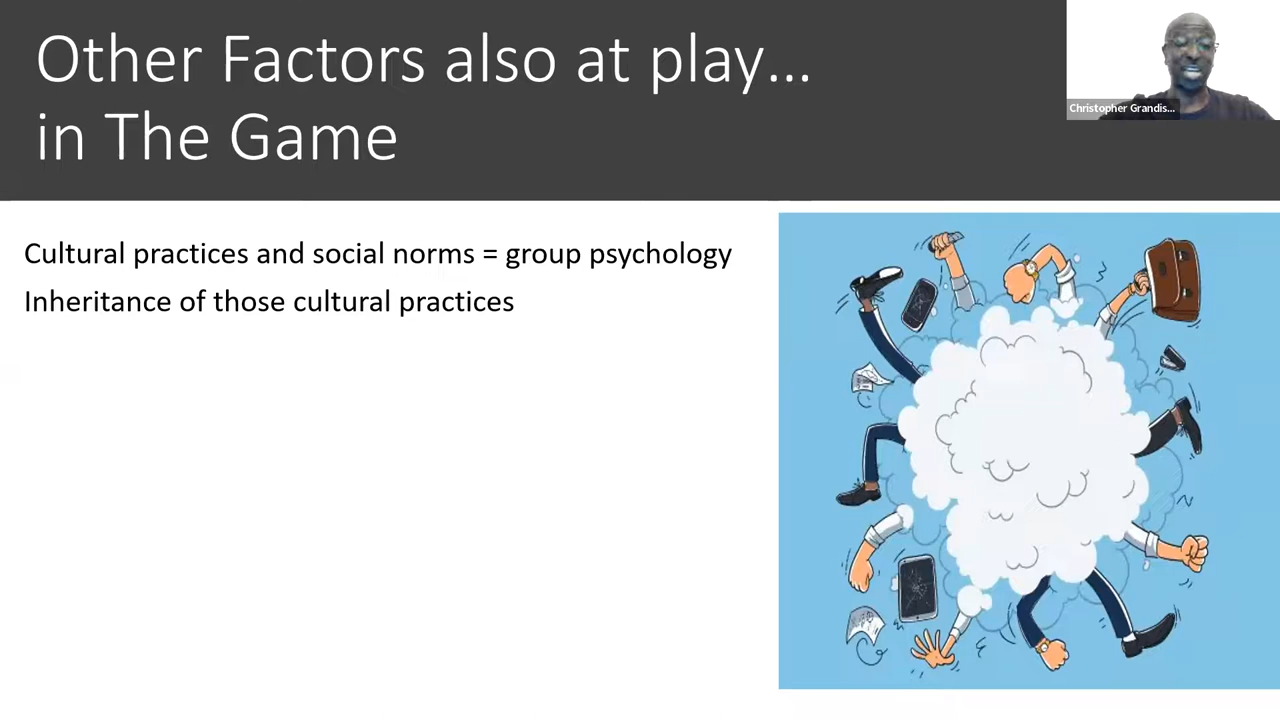 Other Factors also at play...
in The Game
Christopher Grandis...
Cultural practices and social norms = group psychology
Inheritance of those cultural practices